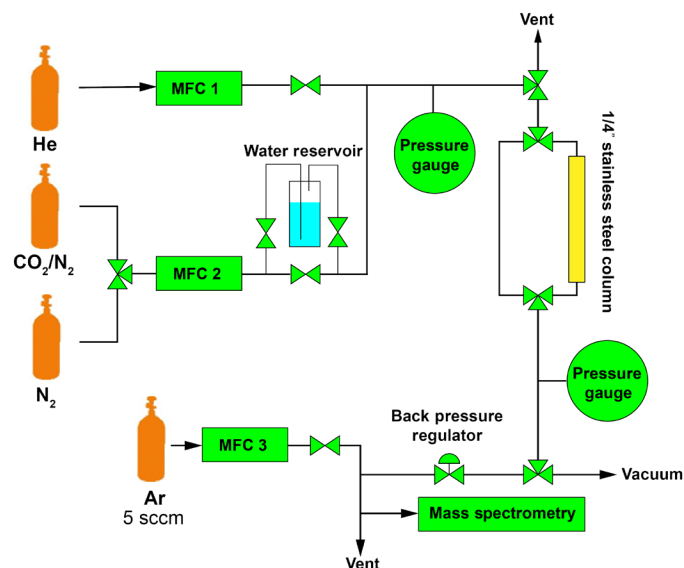 Vent
He
MFC 1
Water reservoir
Pressure
gauge
1/4" stainless steel column
CO₂/N₂
MFC 2
N₂
Pressure
gauge
Back pressure
regulator
Ar
5 sccm
MFC 3
Vacuum
Mass spectrometry
Vent